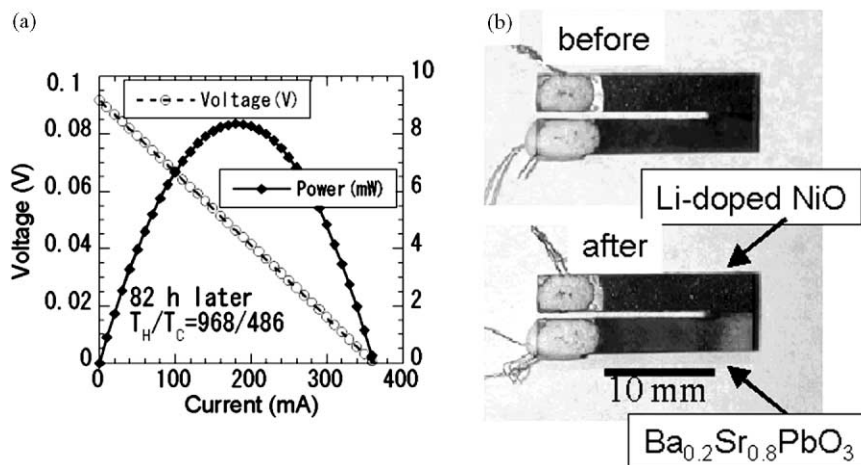 (a)
0.1
0.08
0.06
0.04
0.02
0
Voltage (V)
Voltage(V)
Power(mW)
82 h later
T_H/T_C=968/486
10
8
6
4
2
0
0 100 200 300 400
Current (mA)
(b)
before
Li-doped NiO
after
10 mm
Ba0.2Sr0.8PbO3